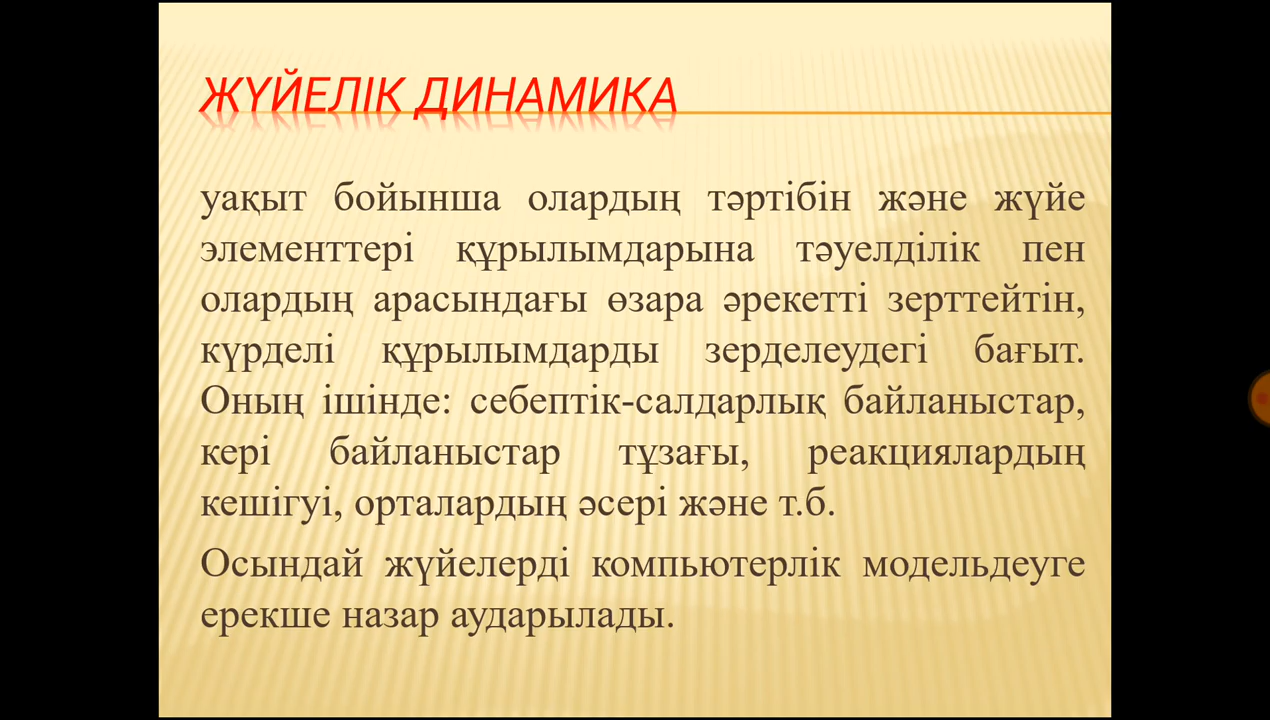 ЖҮЙЕЛІК ДИНАМИКА
уақыт бойынша олардың тәртібін және жүйе
элементтері құрылымдарына тәуелділік пен
олардың арасындағы өзара әрекетті зерттейтін,
күрделі құрылымдарды зерделеудегі бағыт.
Оның ішінде: себептік-салдарлық байланыстар,
кері байланыстар тұзағы, реакциялардың
кешігуі, орталардың әсері және т.б.
Осындай жүйелерді компьютерлік модельдеуге
ерекше назар аударылады.